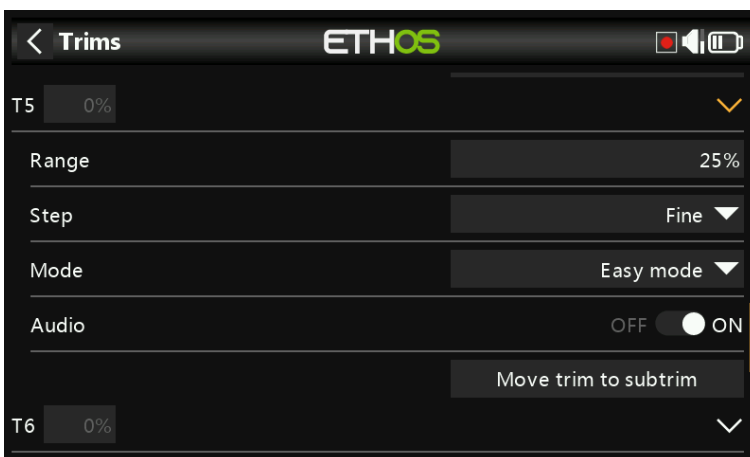 Trims ETHOS
T5 0%
Range 25%
Step Fine
Mode Easy mode
Audio OFF ON
Move trim to subtrim
T6 0%